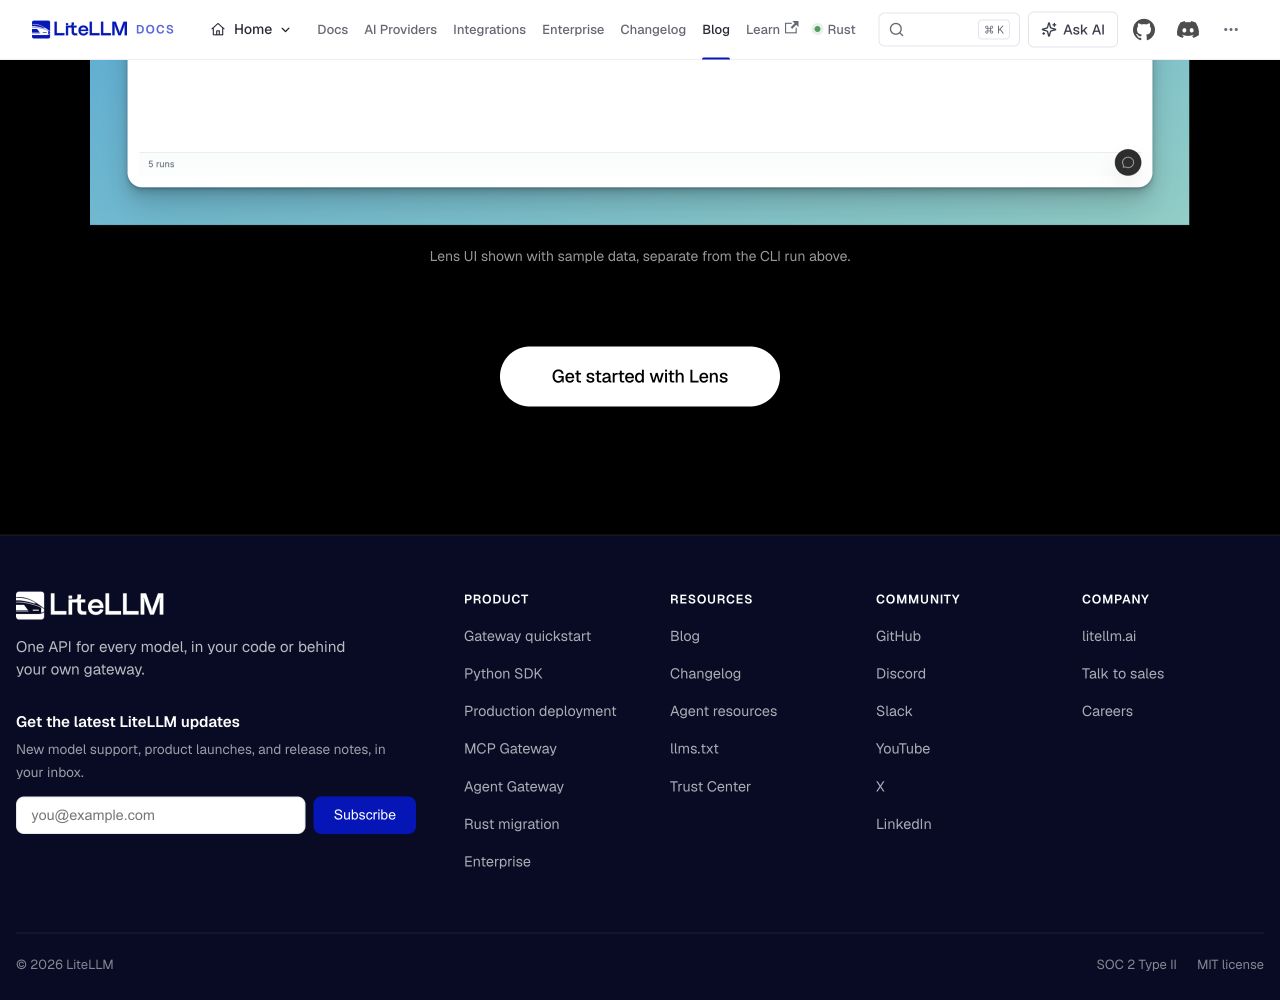 LiteLLM DOCS
Home
Docs
AI Providers
Integrations
Enterprise
Changelog
Blog
Learn
Rust
⌘ K
Ask AI
5 runs
Lens UI shown with sample data, separate from the CLI run above.
Get started with Lens
LiteLLM
One API for every model, in your code or behind
your own gateway.
Get the latest LiteLLM updates
New model support, product launches, and release notes, in
your inbox.
you@example.com
Subscribe
PRODUCT
Gateway quickstart
Python SDK
Production deployment
MCP Gateway
Agent Gateway
Rust migration
Enterprise
RESOURCES
Blog
Changelog
Agent resources
llms.txt
Trust Center
COMMUNITY
GitHub
Discord
Slack
YouTube
X
LinkedIn
COMPANY
litellm.ai
Talk to sales
Careers
© 2026 LiteLLM
SOC 2 Type II
MIT license